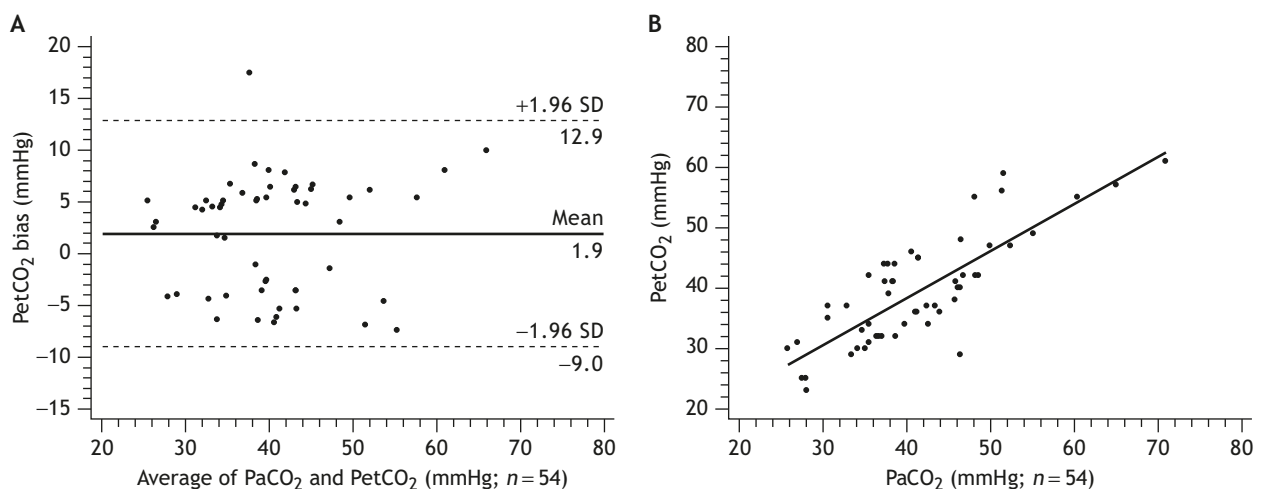 A
20
15
10
5
0
−5
−10
−15
PetCO₂ bias (mmHg)
+1.96 SD
12.9
Mean
1.9
−1.96 SD
−9.0
20 30 40 50 60 70 80
Average of PaCO₂ and PetCO₂ (mmHg; n = 54)
B
80
70
60
50
40
30
20
PetCO₂ (mmHg)
20 30 40 50 60 70 80
PaCO₂ (mmHg; n = 54)